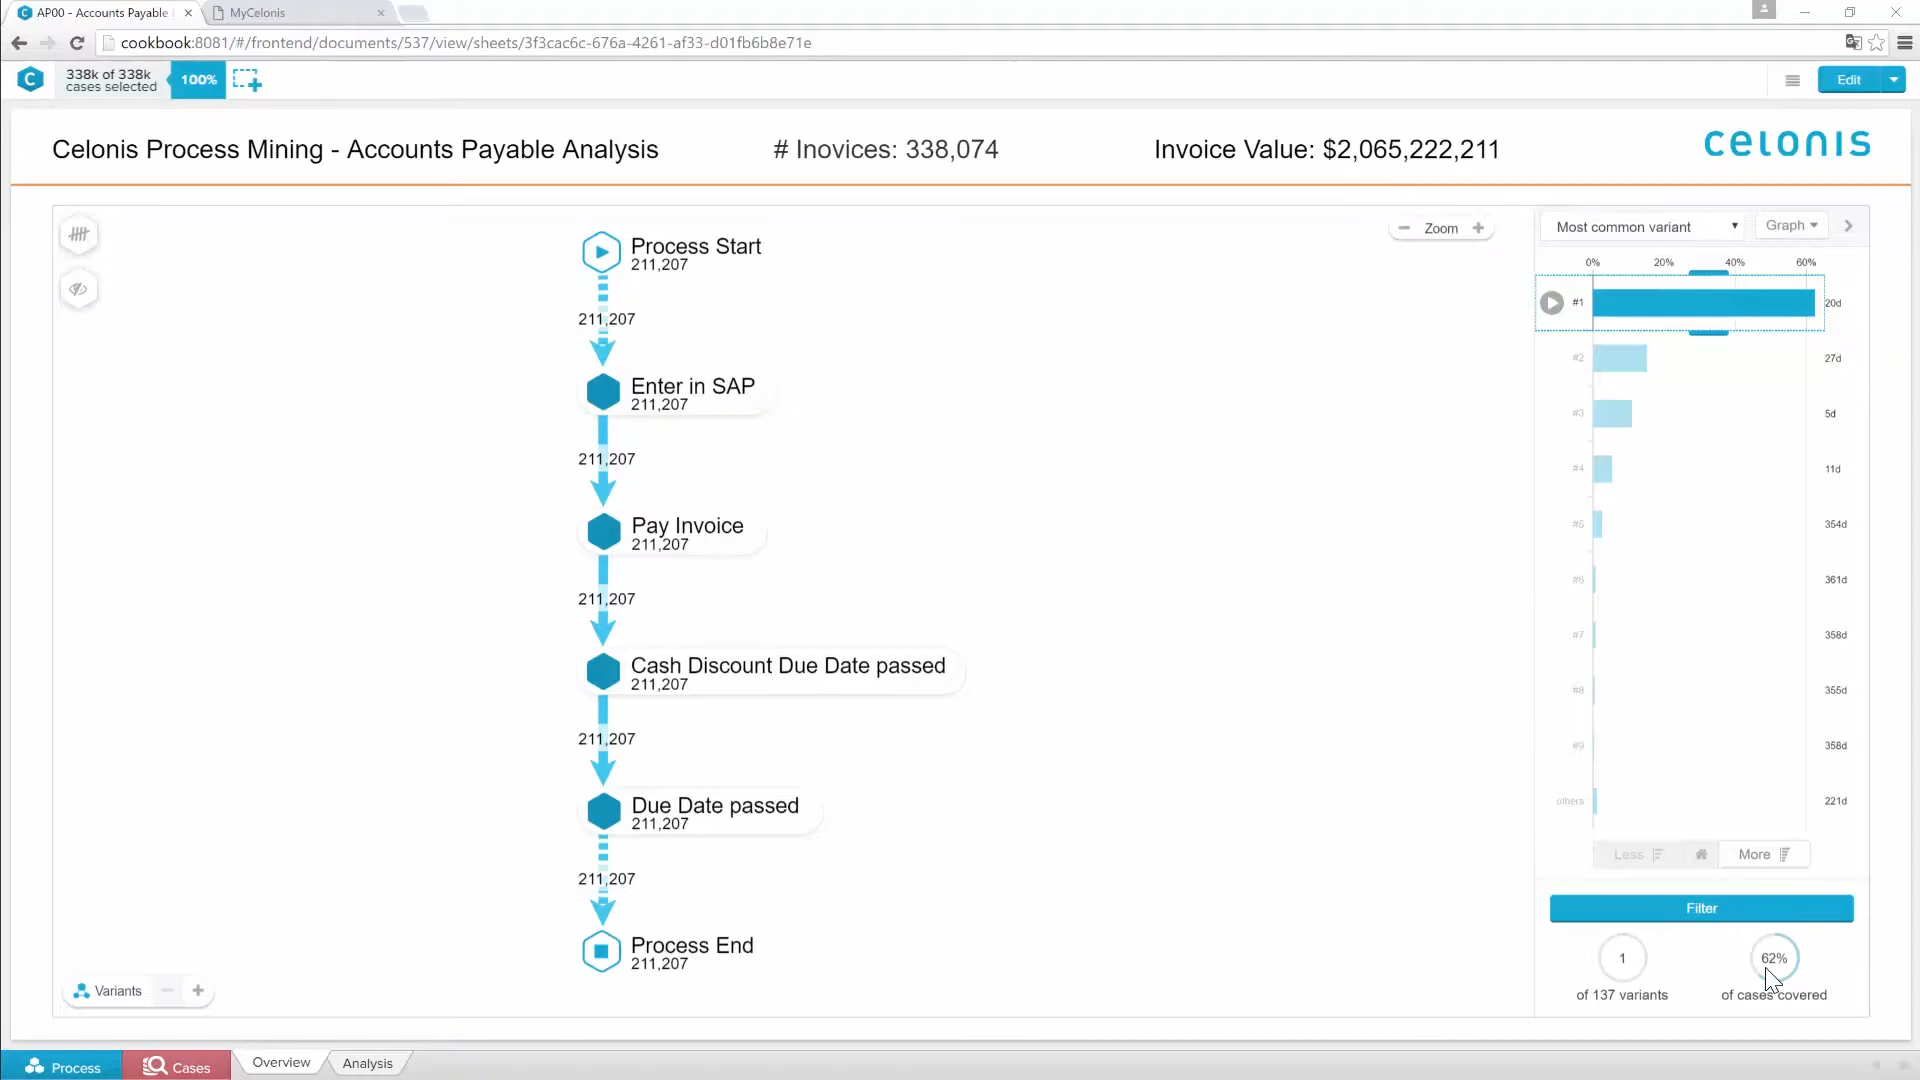 AP00 - Accounts Payable
MyCelonis
cookbook:8081/#/frontend/documents/537/view/sheets/3f3cac6c-676a-4261-af33-d01fb6b8e71e
338k of 338k
cases selected
100%
Edit
Celonis Process Mining - Accounts Payable Analysis
# Inovices: 338,074
Invoice Value: $2,065,222,211
celonis
Process Start
211,207
211,207
Enter in SAP
211,207
211,207
Pay Invoice
211,207
211,207
Cash Discount Due Date passed
211,207
211,207
Due Date passed
211,207
211,207
Process End
211,207
Zoom
Variants
Most common variant
Graph
0% 20% 40% 60%
#1 20d
#2 27d
#3 5d
#4 11d
#5 354d
#6 361d
#7 358d
#8 355d
#9 358d
others 221d
Less
More
Filter
1
of 137 variants
62%
of cases covered
Process
Cases
Overview
Analysis